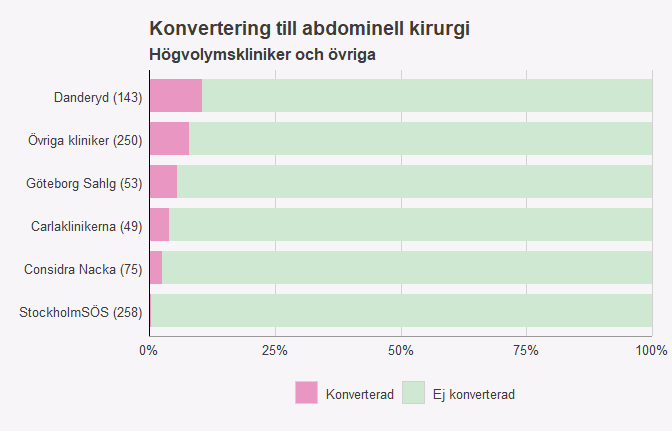 Konvertering till abdominell kirurgi
Högvolymskliniker och övriga
Danderyd (143)
Övriga kliniker (250)
Göteborg Sahlg (53)
Carlaklinikerna (49)
Considra Nacka (75)
StockholmSÖS (258)
0% 25% 50% 75% 100%
Konverterad Ej konverterad